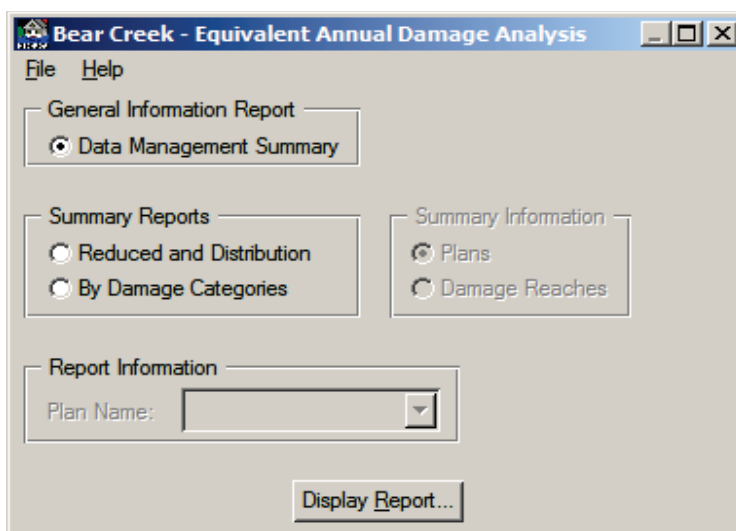 Bear Creek - Equivalent Annual Damage Analysis
File Help
General Information Report
Data Management Summary
Summary Reports
Reduced and Distribution
By Damage Categories
Summary Information
Plans
Damage Reaches
Report Information
Plan Name:
Display Report...